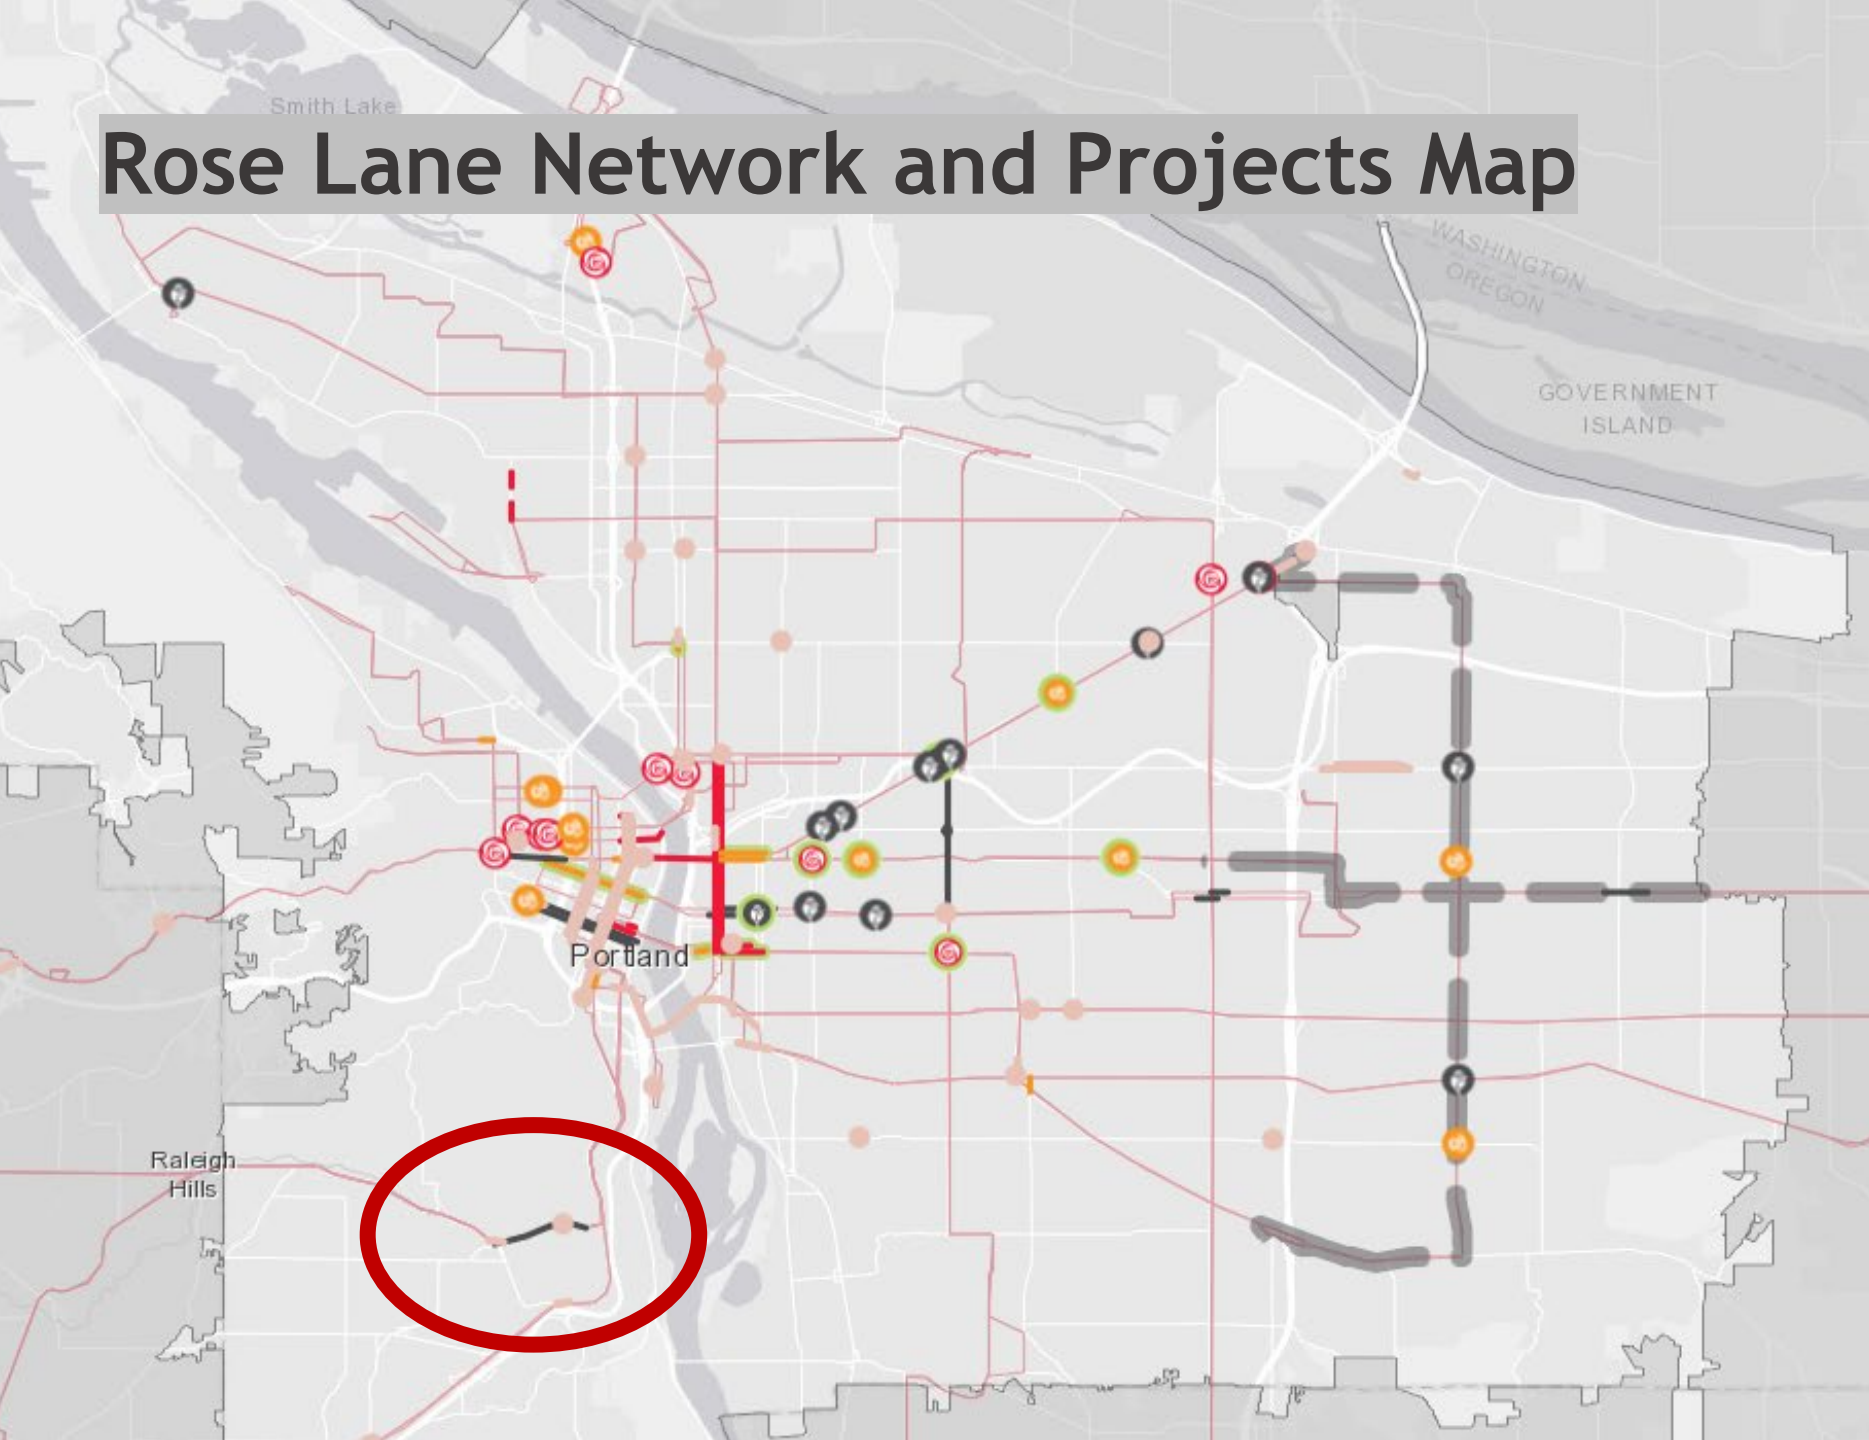 Smith Lake
Rose Lane Network and Projects Map
WASHINGTON
OREGON
GOVERNMENT
ISLAND
Portland
Raleigh
Hills